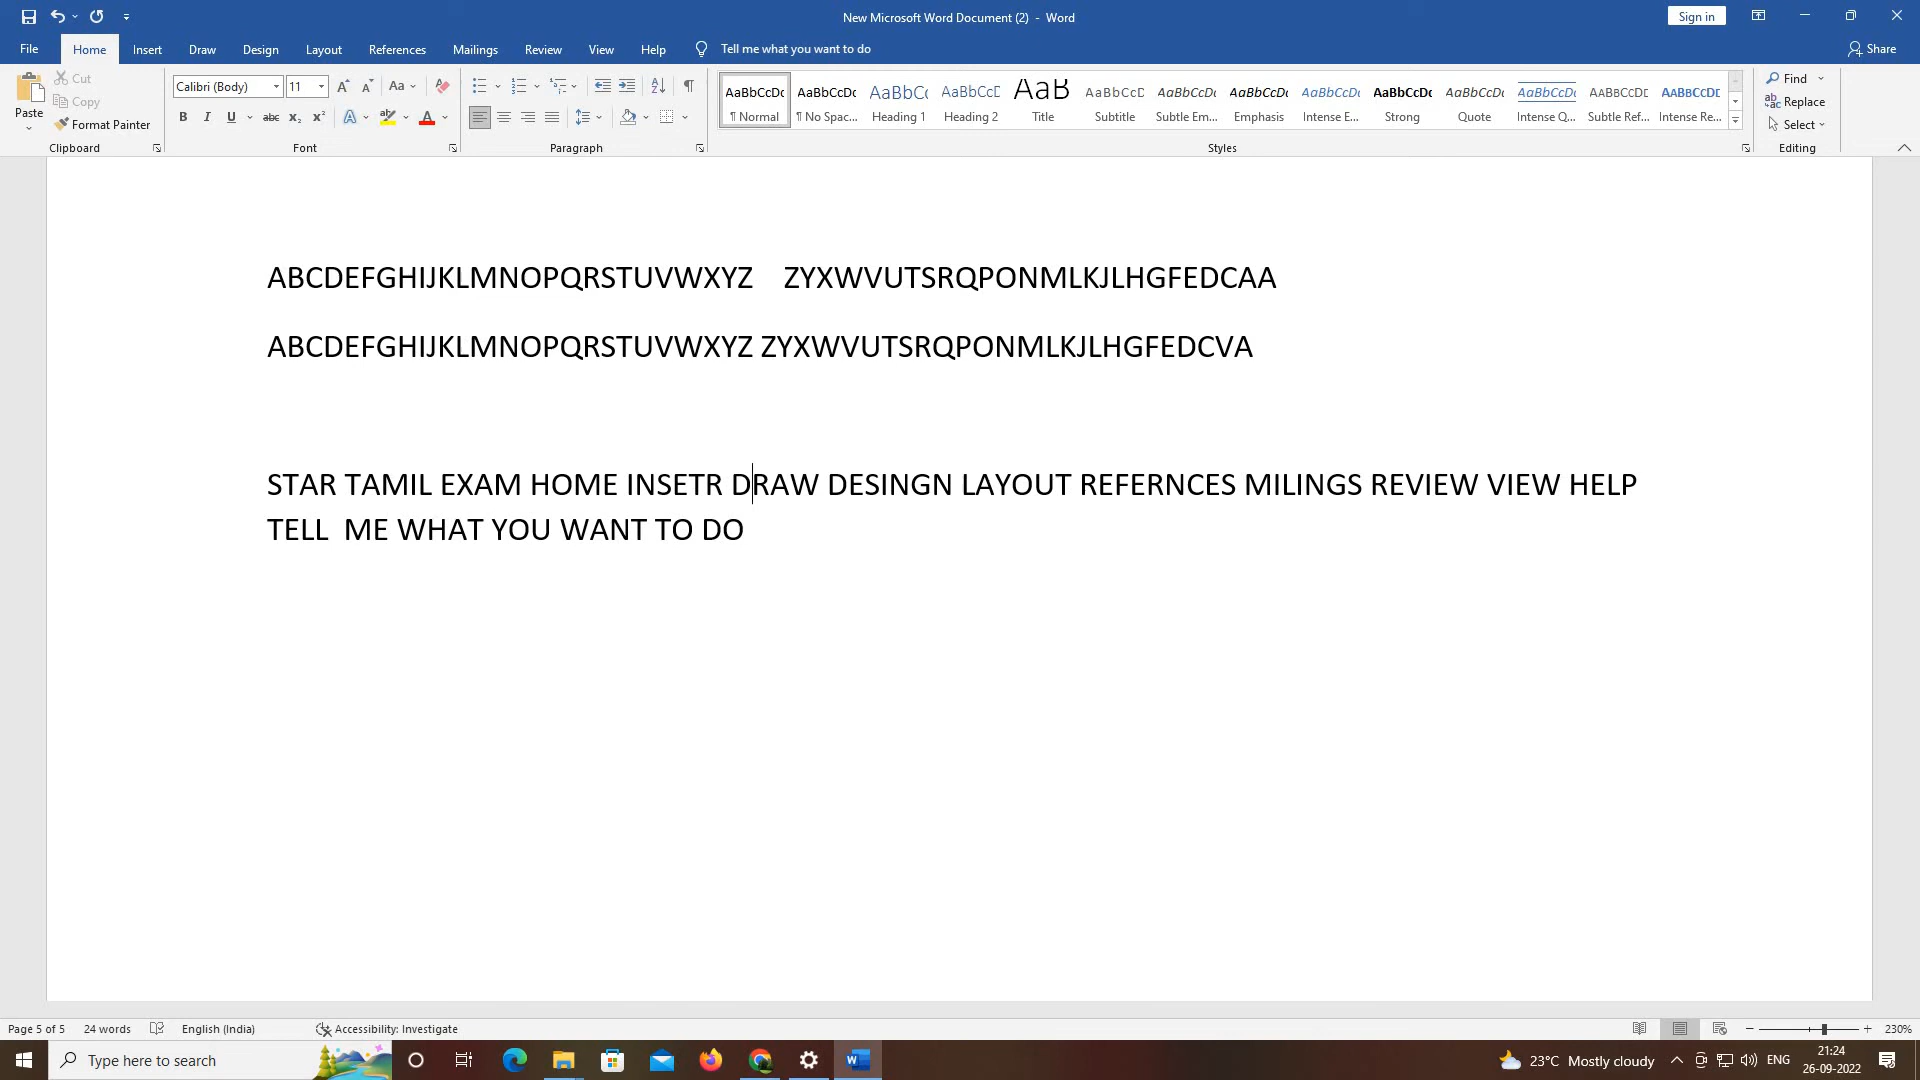 New Microsoft Word Document (2) - Word
Sign in
File Home Insert Draw Design Layout References Mailings Review View Help Tell me what you want to do Share
Paste
Cut
Copy
Format Painter
Clipboard
Calibri (Body) 11
Font
Paragraph
AaBbCcDc AaBbCcDc AaBbCc AaBbCcE AaB AaBbCcD AaBbCcDc AaBbCcDc AaBbCcDc AaBbCcDc AaBbCcDc AaBbCcDc AABBCCDE AABBCCDE
¶ Normal ¶ No Spac... Heading 1 Heading 2 Title Subtitle Subtle Em... Emphasis Intense E... Strong Quote Intense Q... Subtle Ref... Intense Re...
Styles
Find
Replace
Select
Editing
ABCDEFGHIJKLMNOPQRSTUVWXYZ    ZYXWVUTSRQPONMLKJLHGFEDCAA
ABCDEFGHIJKLMNOPQRSTUVWXYZ ZYXWVUTSRQPONMLKJLHGFEDCVA
STAR TAMIL EXAM HOME INSETR DRAW DESINGN LAYOUT REFERNCES MILINGS REVIEW VIEW HELP
TELL  ME WHAT YOU WANT TO DO
Page 5 of 5 24 words English (India) Accessibility: Investigate 230%
Type here to search
23°C Mostly cloudy ENG
21:24
26-09-2022